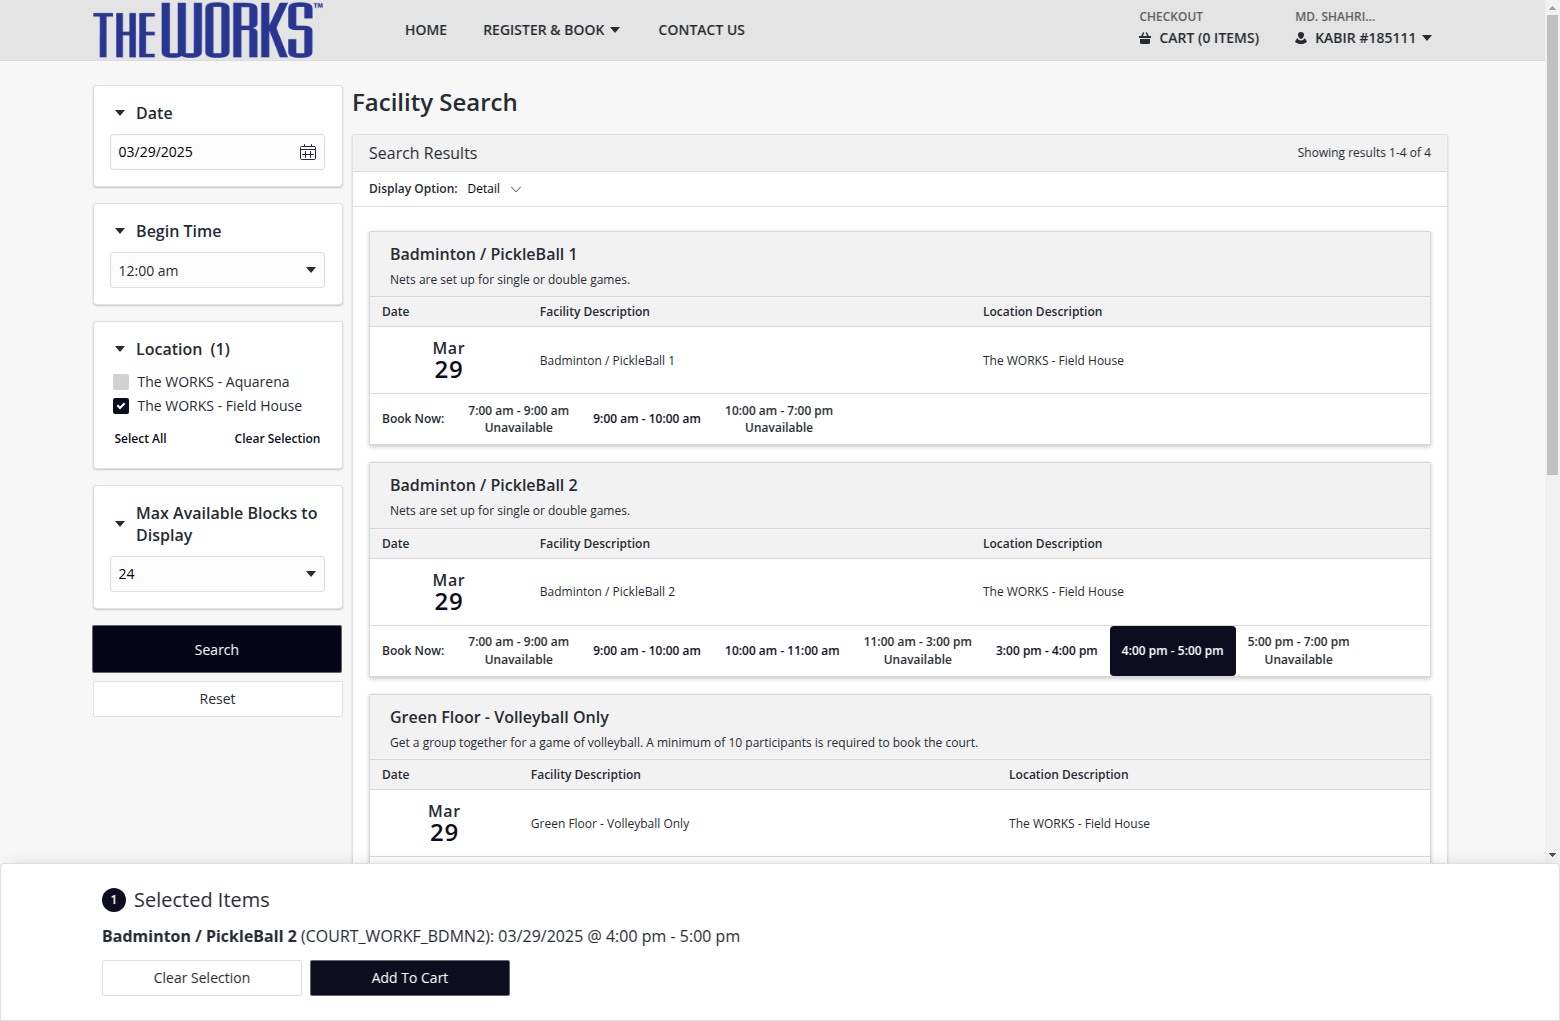 THE WORKS™
HOME
REGISTER & BOOK
CONTACT US
CHECKOUT
CART (0 ITEMS)
MD. SHAHRI...
KABIR #185111
Date
03/29/2025
Begin Time
12:00 am
Location (1)
The WORKS - Aquarena
The WORKS - Field House
Select All
Clear Selection
Max Available Blocks to
Display
24
Search
Reset
Facility Search
Search Results
Showing results 1-4 of 4
Display Option: Detail
Badminton / PickleBall 1
Nets are set up for single or double games.
Date Facility Description Location Description
Mar
29
Badminton / PickleBall 1
The WORKS - Field House
Book Now:
7:00 am - 9:00 am
Unavailable
9:00 am - 10:00 am
10:00 am - 7:00 pm
Unavailable
Badminton / PickleBall 2
Nets are set up for single or double games.
Date Facility Description Location Description
Mar
29
Badminton / PickleBall 2
The WORKS - Field House
Book Now:
7:00 am - 9:00 am
Unavailable
9:00 am - 10:00 am
10:00 am - 11:00 am
11:00 am - 3:00 pm
Unavailable
3:00 pm - 4:00 pm
4:00 pm - 5:00 pm
5:00 pm - 7:00 pm
Unavailable
Green Floor - Volleyball Only
Get a group together for a game of volleyball. A minimum of 10 participants is required to book the court.
Date Facility Description Location Description
Mar
29
Green Floor - Volleyball Only
The WORKS - Field House
1 Selected Items
Badminton / PickleBall 2 (COURT_WORKF_BDMN2): 03/29/2025 @ 4:00 pm - 5:00 pm
Clear Selection
Add To Cart